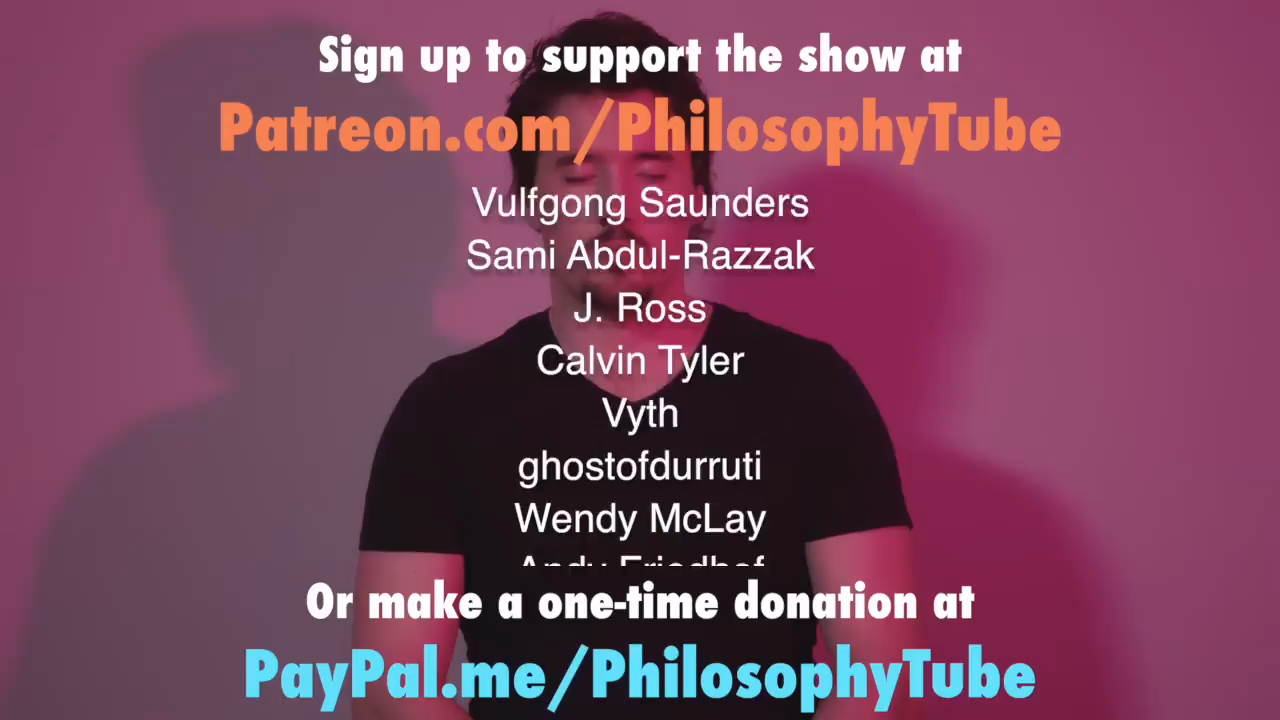 Sign up to support the show at
Patreon.com/PhilosophyTube
Vulfgong Saunders
Sami Abdul-Razzak
J. Ross
Calvin Tyler
Vyth
ghostofdurruti
Wendy McLay
Or make a one-time donation at
PayPal.me/PhilosophyTube